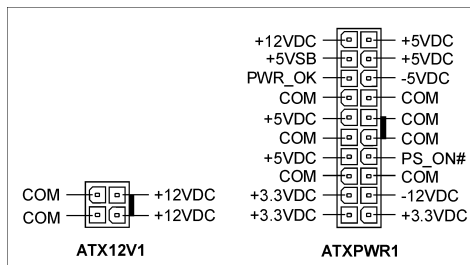 +12VDC +5VDC
+5VSB +5VDC
PWR_OK -5VDC
COM COM
+5VDC COM
COM COM
+5VDC PS_ON#
COM COM
+3.3VDC -12VDC
+3.3VDC +3.3VDC
ATXPWR1
COM +12VDC
COM +12VDC
ATX12V1